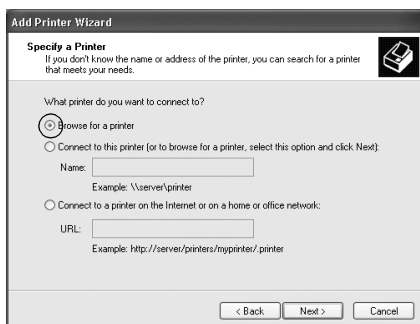 Add Printer Wizard
Specify a Printer
If you don't know the name or address of the printer, you can search for a printer
that meets your needs.
What printer do you want to connect to?
Browse for a printer
Connect to this printer (or to browse for a printer, select this option and click Next):
Name:
Example: \\server\printer
Connect to a printer on the Internet or on a home or office network:
URL:
Example: http://server/printers/myprinter/.printer
< Back Next > Cancel